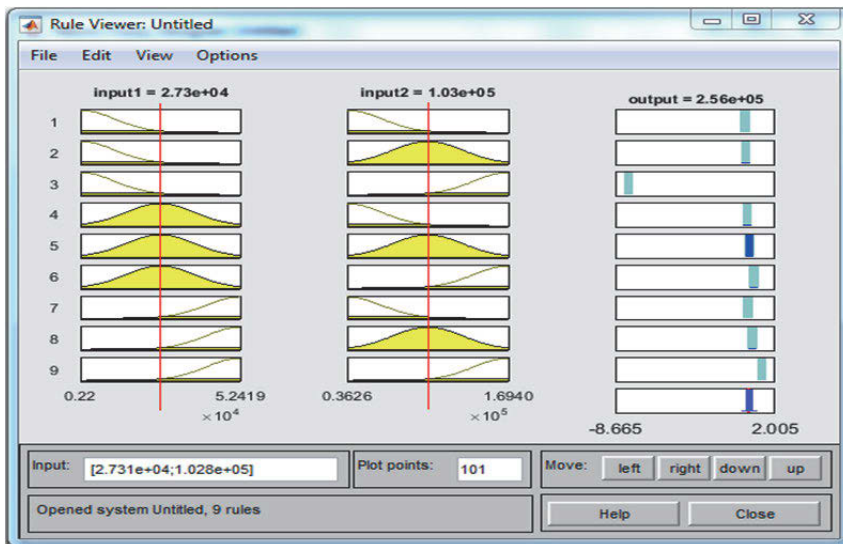 Rule Viewer: Untitled
File Edit View Options
input1 = 2.73e+04 input2 = 1.03e+05 output = 2.56e+05
1
2
3
4
5
6
7
8
9
0.22 5.2419 0.3626 1.6940
×10⁴ ×10⁵
-8.665 2.005
Input: [2.731e+04;1.028e+05] Plot points: 101 Move: left right down up
Opened system Untitled, 9 rules Help Close